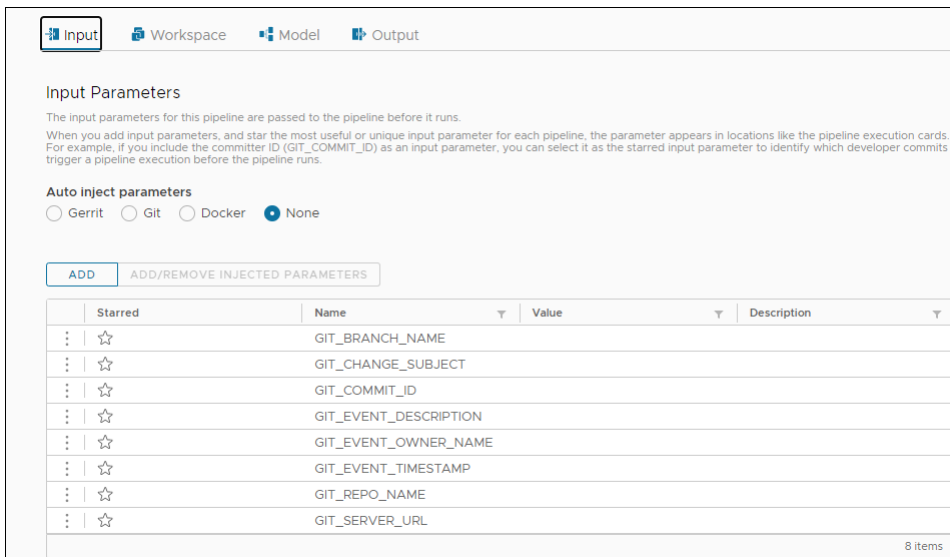 Input Workspace Model Output
Input Parameters
The input parameters for this pipeline are passed to the pipeline before it runs.
When you add input parameters, and star the most useful or unique input parameter for each pipeline, the parameter appears in locations like the pipeline execution cards.
For example, if you include the committer ID (GIT_COMMIT_ID) as an input parameter, you can select it as the starred input parameter to identify which developer commits
trigger a pipeline execution before the pipeline runs.
Auto inject parameters
Gerrit Git Docker None
ADD ADD/REMOVE INJECTED PARAMETERS
Starred Name Value Description
GIT_BRANCH_NAME
GIT_CHANGE_SUBJECT
GIT_COMMIT_ID
GIT_EVENT_DESCRIPTION
GIT_EVENT_OWNER_NAME
GIT_EVENT_TIMESTAMP
GIT_REPO_NAME
GIT_SERVER_URL
8 items